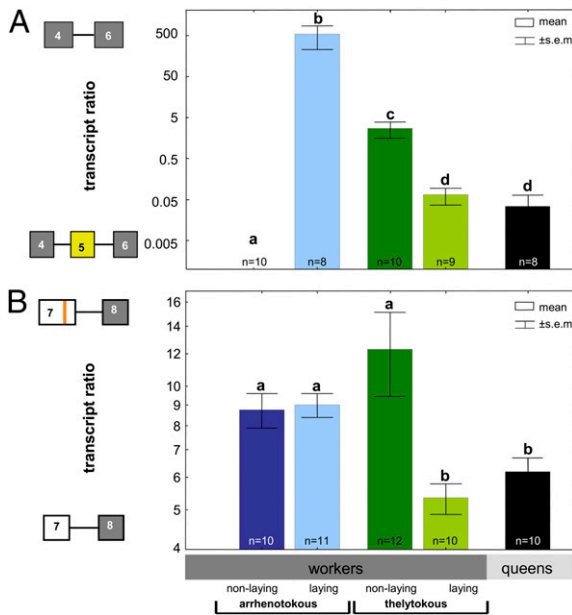 A
4 6
transcript ratio
4 5 6
500
50
5
0.5
0.05
0.005
a
b
c
d
d
n=10
n=8
n=10
n=9
n=8
mean
±s.e.m
B
7 8
transcript ratio
7 8
16
14
12
10
9
8
7
6
5
4
a
a
a
b
b
n=10
n=11
n=12
n=10
n=10
mean
±s.e.m
workers queens
non-laying laying non-laying laying
arrhenotokous thelytokous